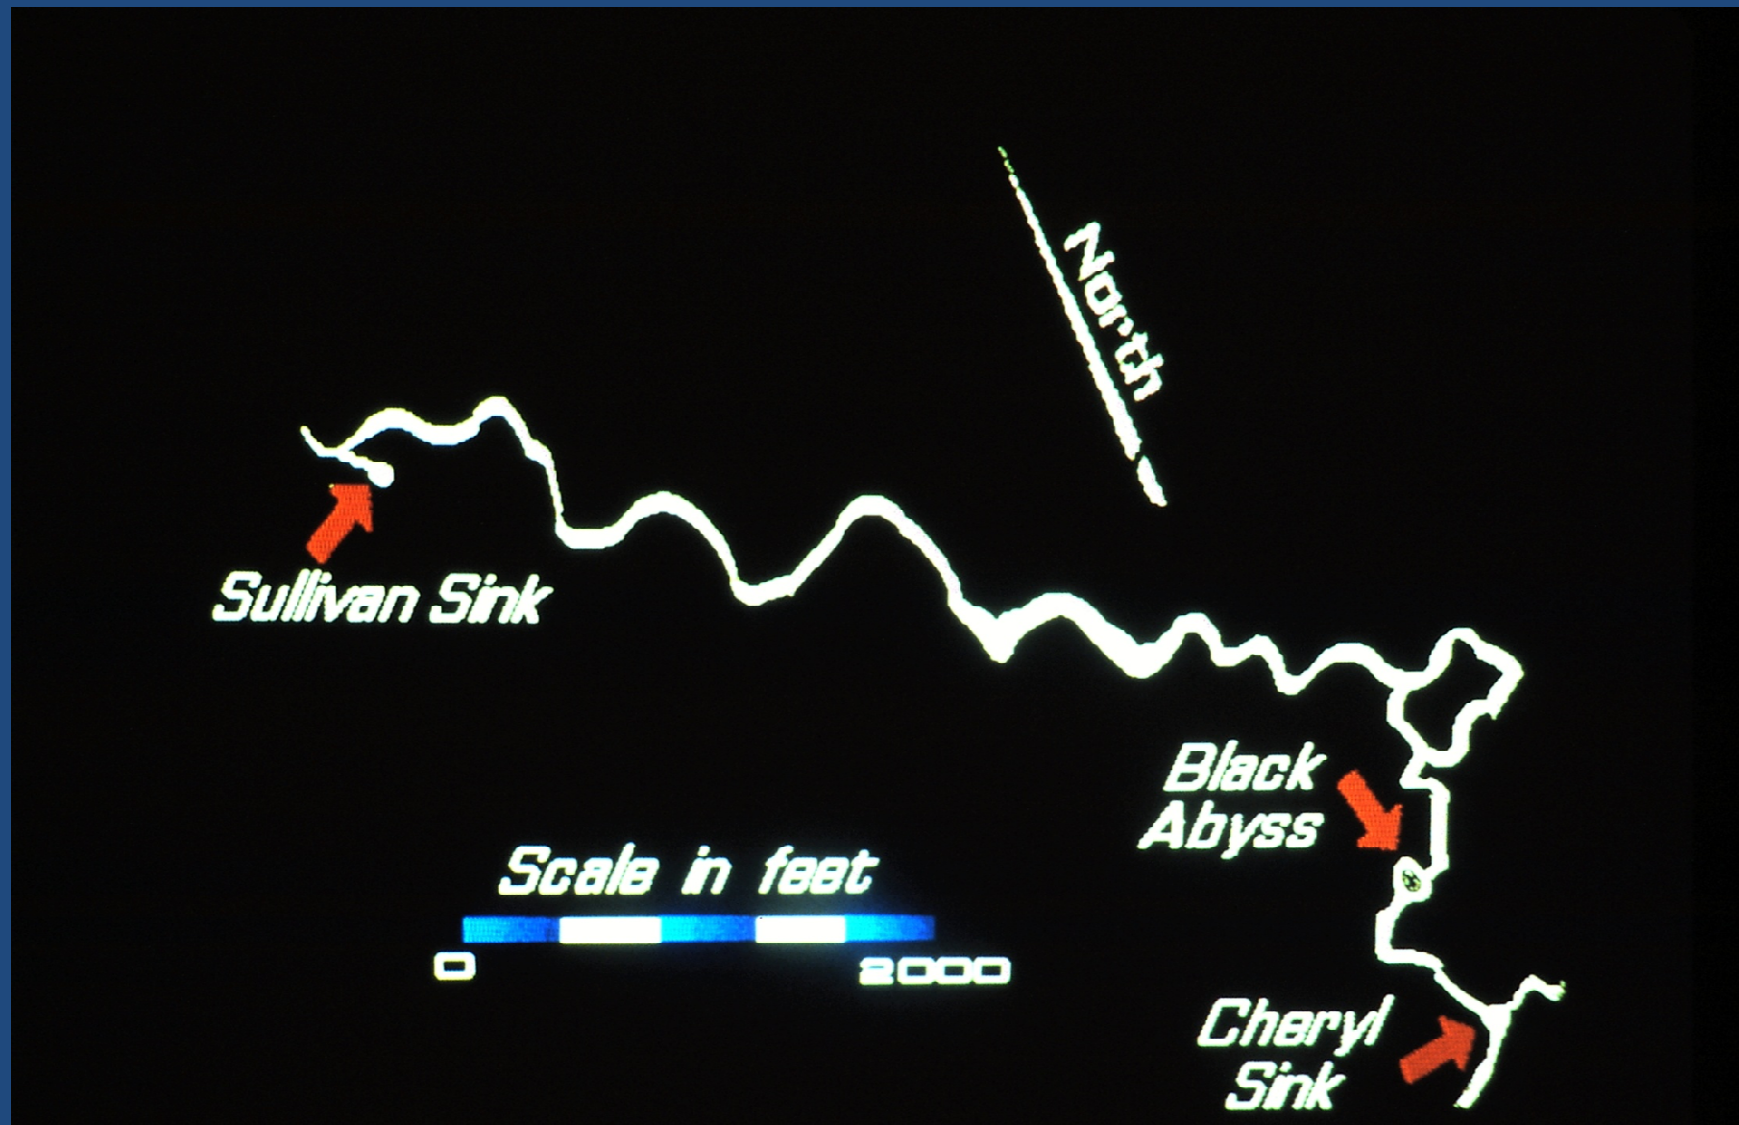 North
Sullivan Sink
Black
Abyss
Scale in feet
0
2000
Cheryl
Sink